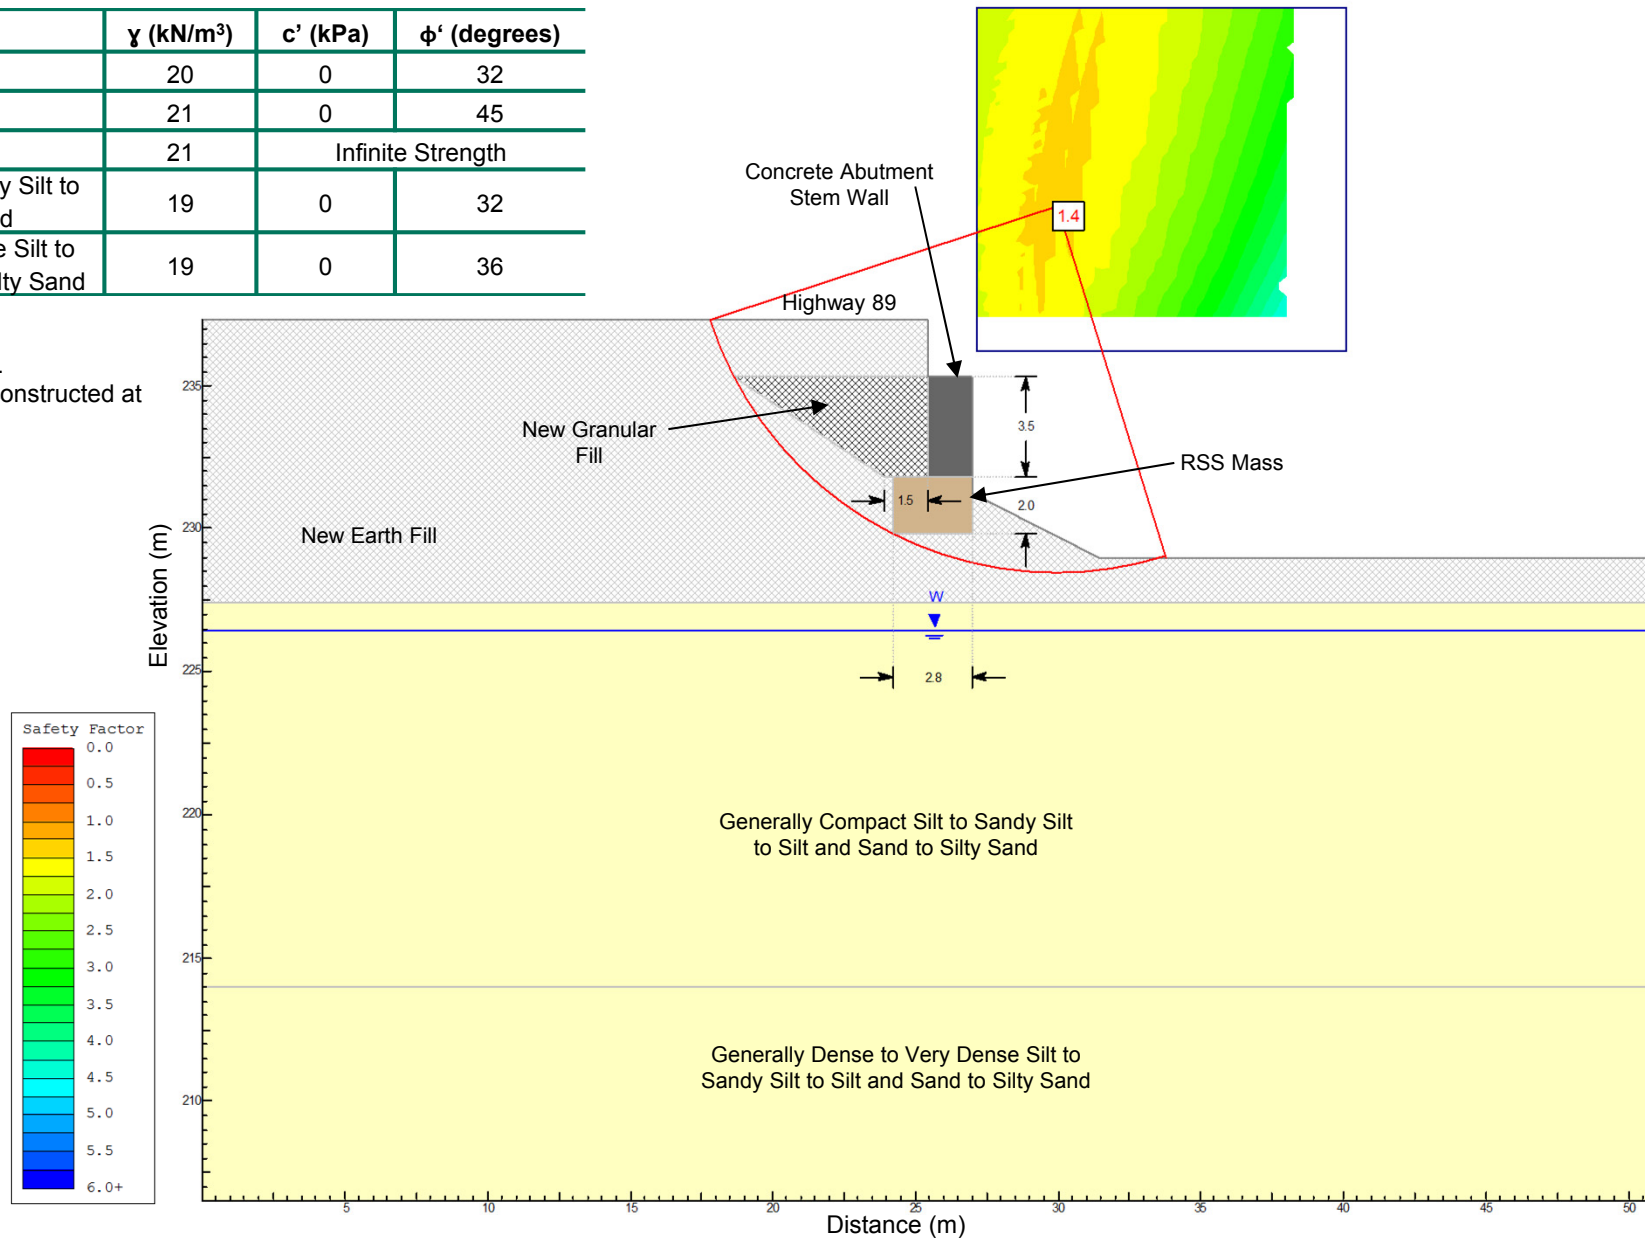 ɣ (kN/m³) c’ (kPa) ϕ‘ (degrees)
20 0 32
21 0 45
21 Infinite Strength
y Silt to
d
19 0 32
e Silt to
lty Sand
19 0 36
.
onstructed at
Concrete Abutment
Stem Wall
1.4
Highway 89
New Granular
Fill
RSS Mass
3.5
2.0
1.5
2.8
New Earth Fill
W
Generally Compact Silt to Sandy Silt
to Silt and Sand to Silty Sand
Generally Dense to Very Dense Silt to
Sandy Silt to Silt and Sand to Silty Sand
Elevation (m)
235
230
225
220
215
210
5 10 15 20 25 30 35 40 45 50
Distance (m)
Safety Factor
0.0
0.5
1.0
1.5
2.0
2.5
3.0
3.5
4.0
4.5
5.0
5.5
6.0+